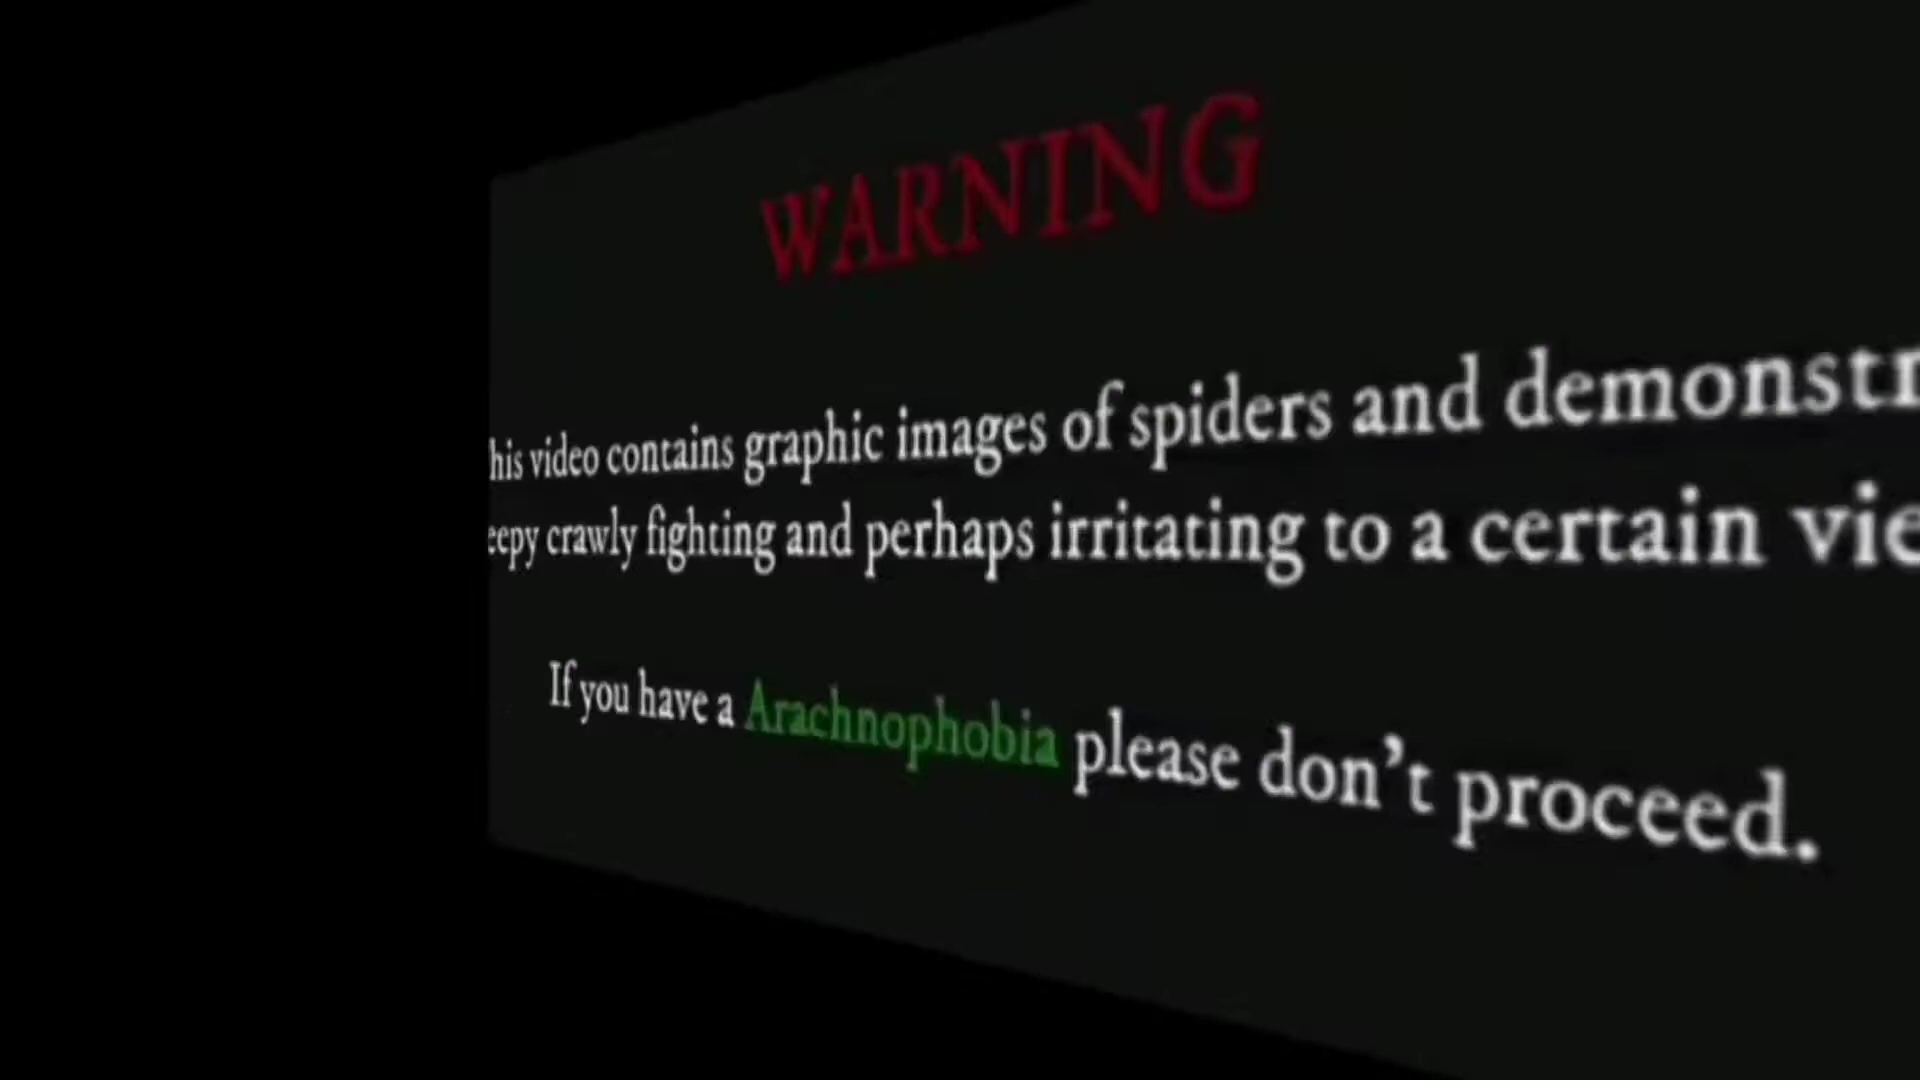 WARNING
his video contains graphic images of spiders and demonstr
eepy crawly fighting and perhaps irritating to a certain vie
If you have a Arachnophobia please don't proceed.